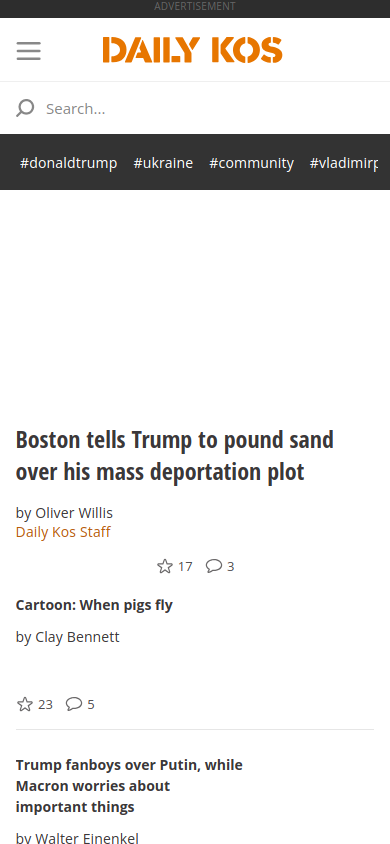 ADVERTISEMENT
DAILY KOS
Search...
#donaldtrump #ukraine #community #vladimirp
Boston tells Trump to pound sand
over his mass deportation plot
by Oliver Willis
Daily Kos Staff
17 3
Cartoon: When pigs fly
by Clay Bennett
23 5
Trump fanboys over Putin, while
Macron worries about
important things
by Walter Einenkel